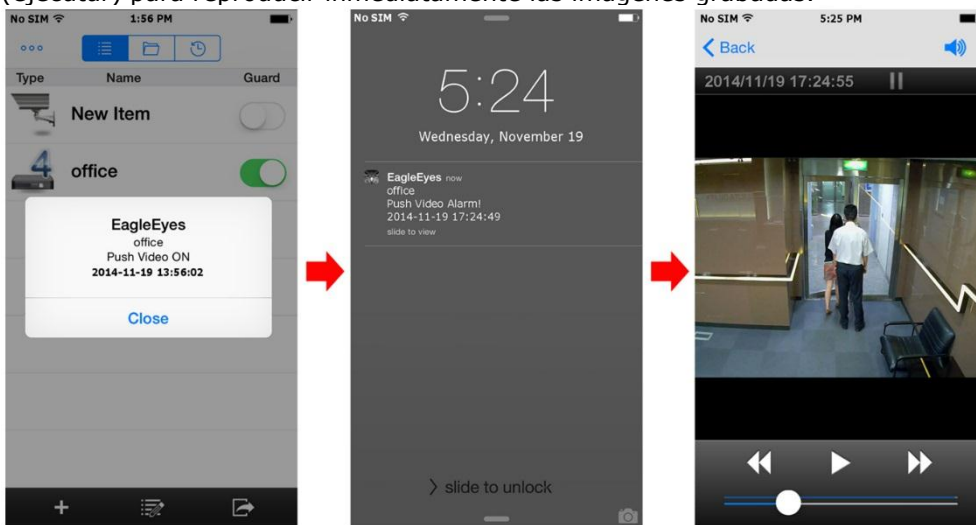 (ejecutar) para reproducir inmediatamente las imágenes grabadas.
No SIM 1:56 PM
Type Name Guard
New Item
4
office
EagleEyes
office
Push Video ON
2014-11-19 13:56:02
Close
No SIM
5:24
Wednesday, November 19
EagleEyes now
office
Push Video Alarm!
2014-11-19 17:24:49
slide to view
> slide to unlock
No SIM 5:25 PM
Back
2014/11/19 17:24:55